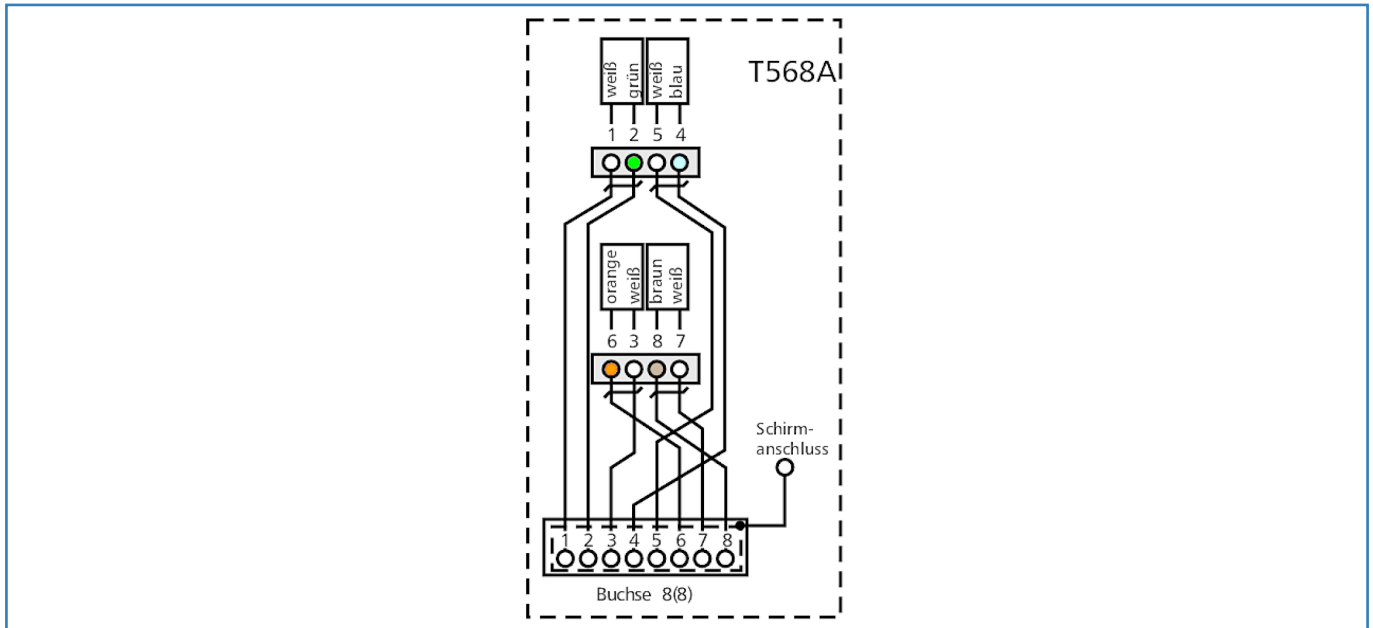 T568A
weiß grün weiß blau
1 2 5 4
orange weiß braun weiß
6 3 8 7
Schirm-
anschluss
1 2 3 4 5 6 7 8
Buchse 8(8)